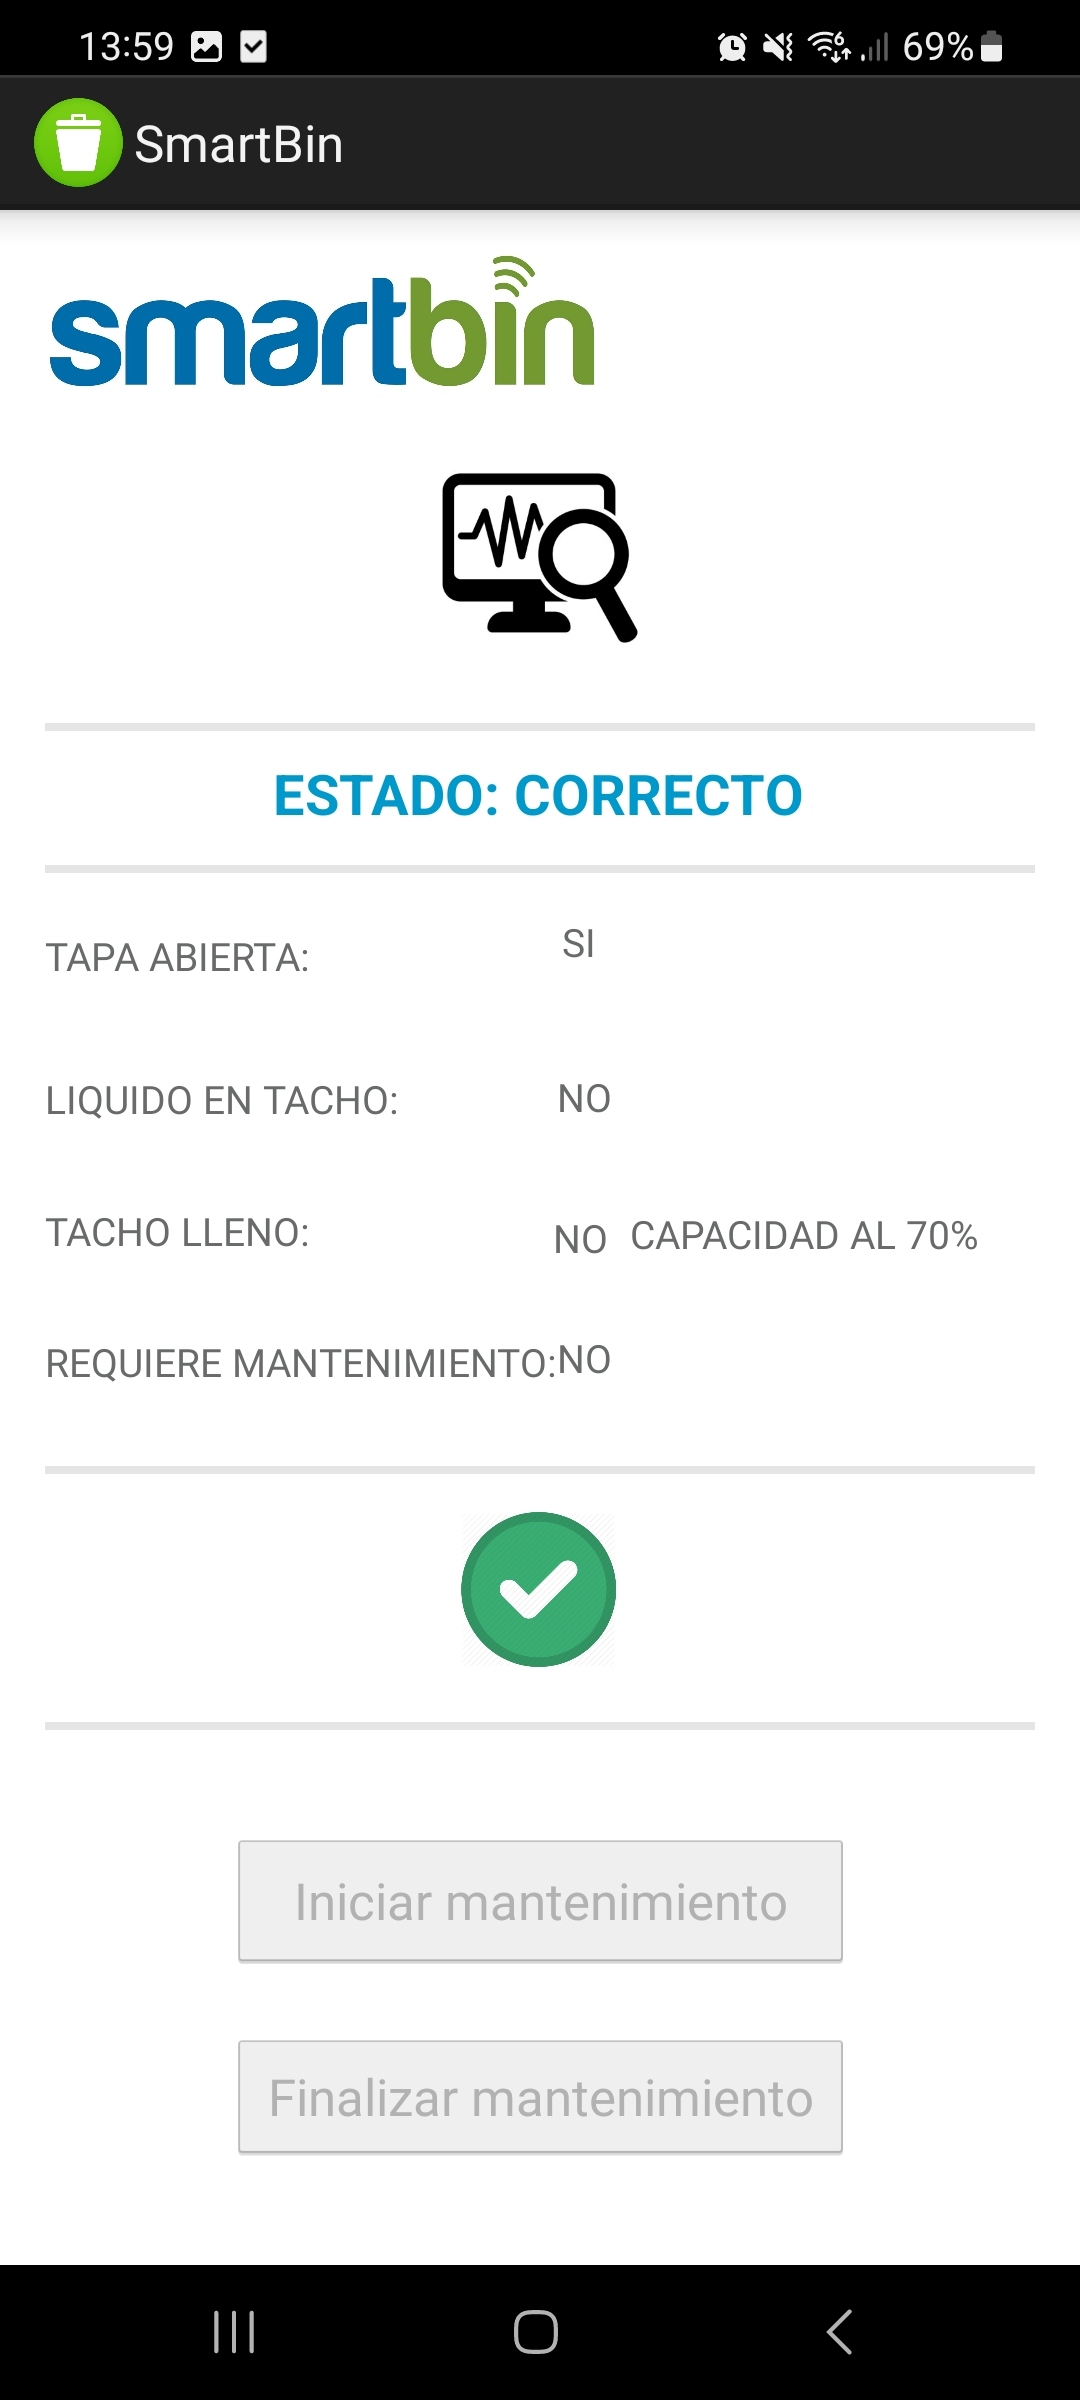 13:59 69%
SmartBin
smartbin
ESTADO: CORRECTO
TAPA ABIERTA: SI
LIQUIDO EN TACHO: NO
TACHO LLENO: NO CAPACIDAD AL 70%
REQUIERE MANTENIMIENTO:NO
Iniciar mantenimiento
Finalizar mantenimiento